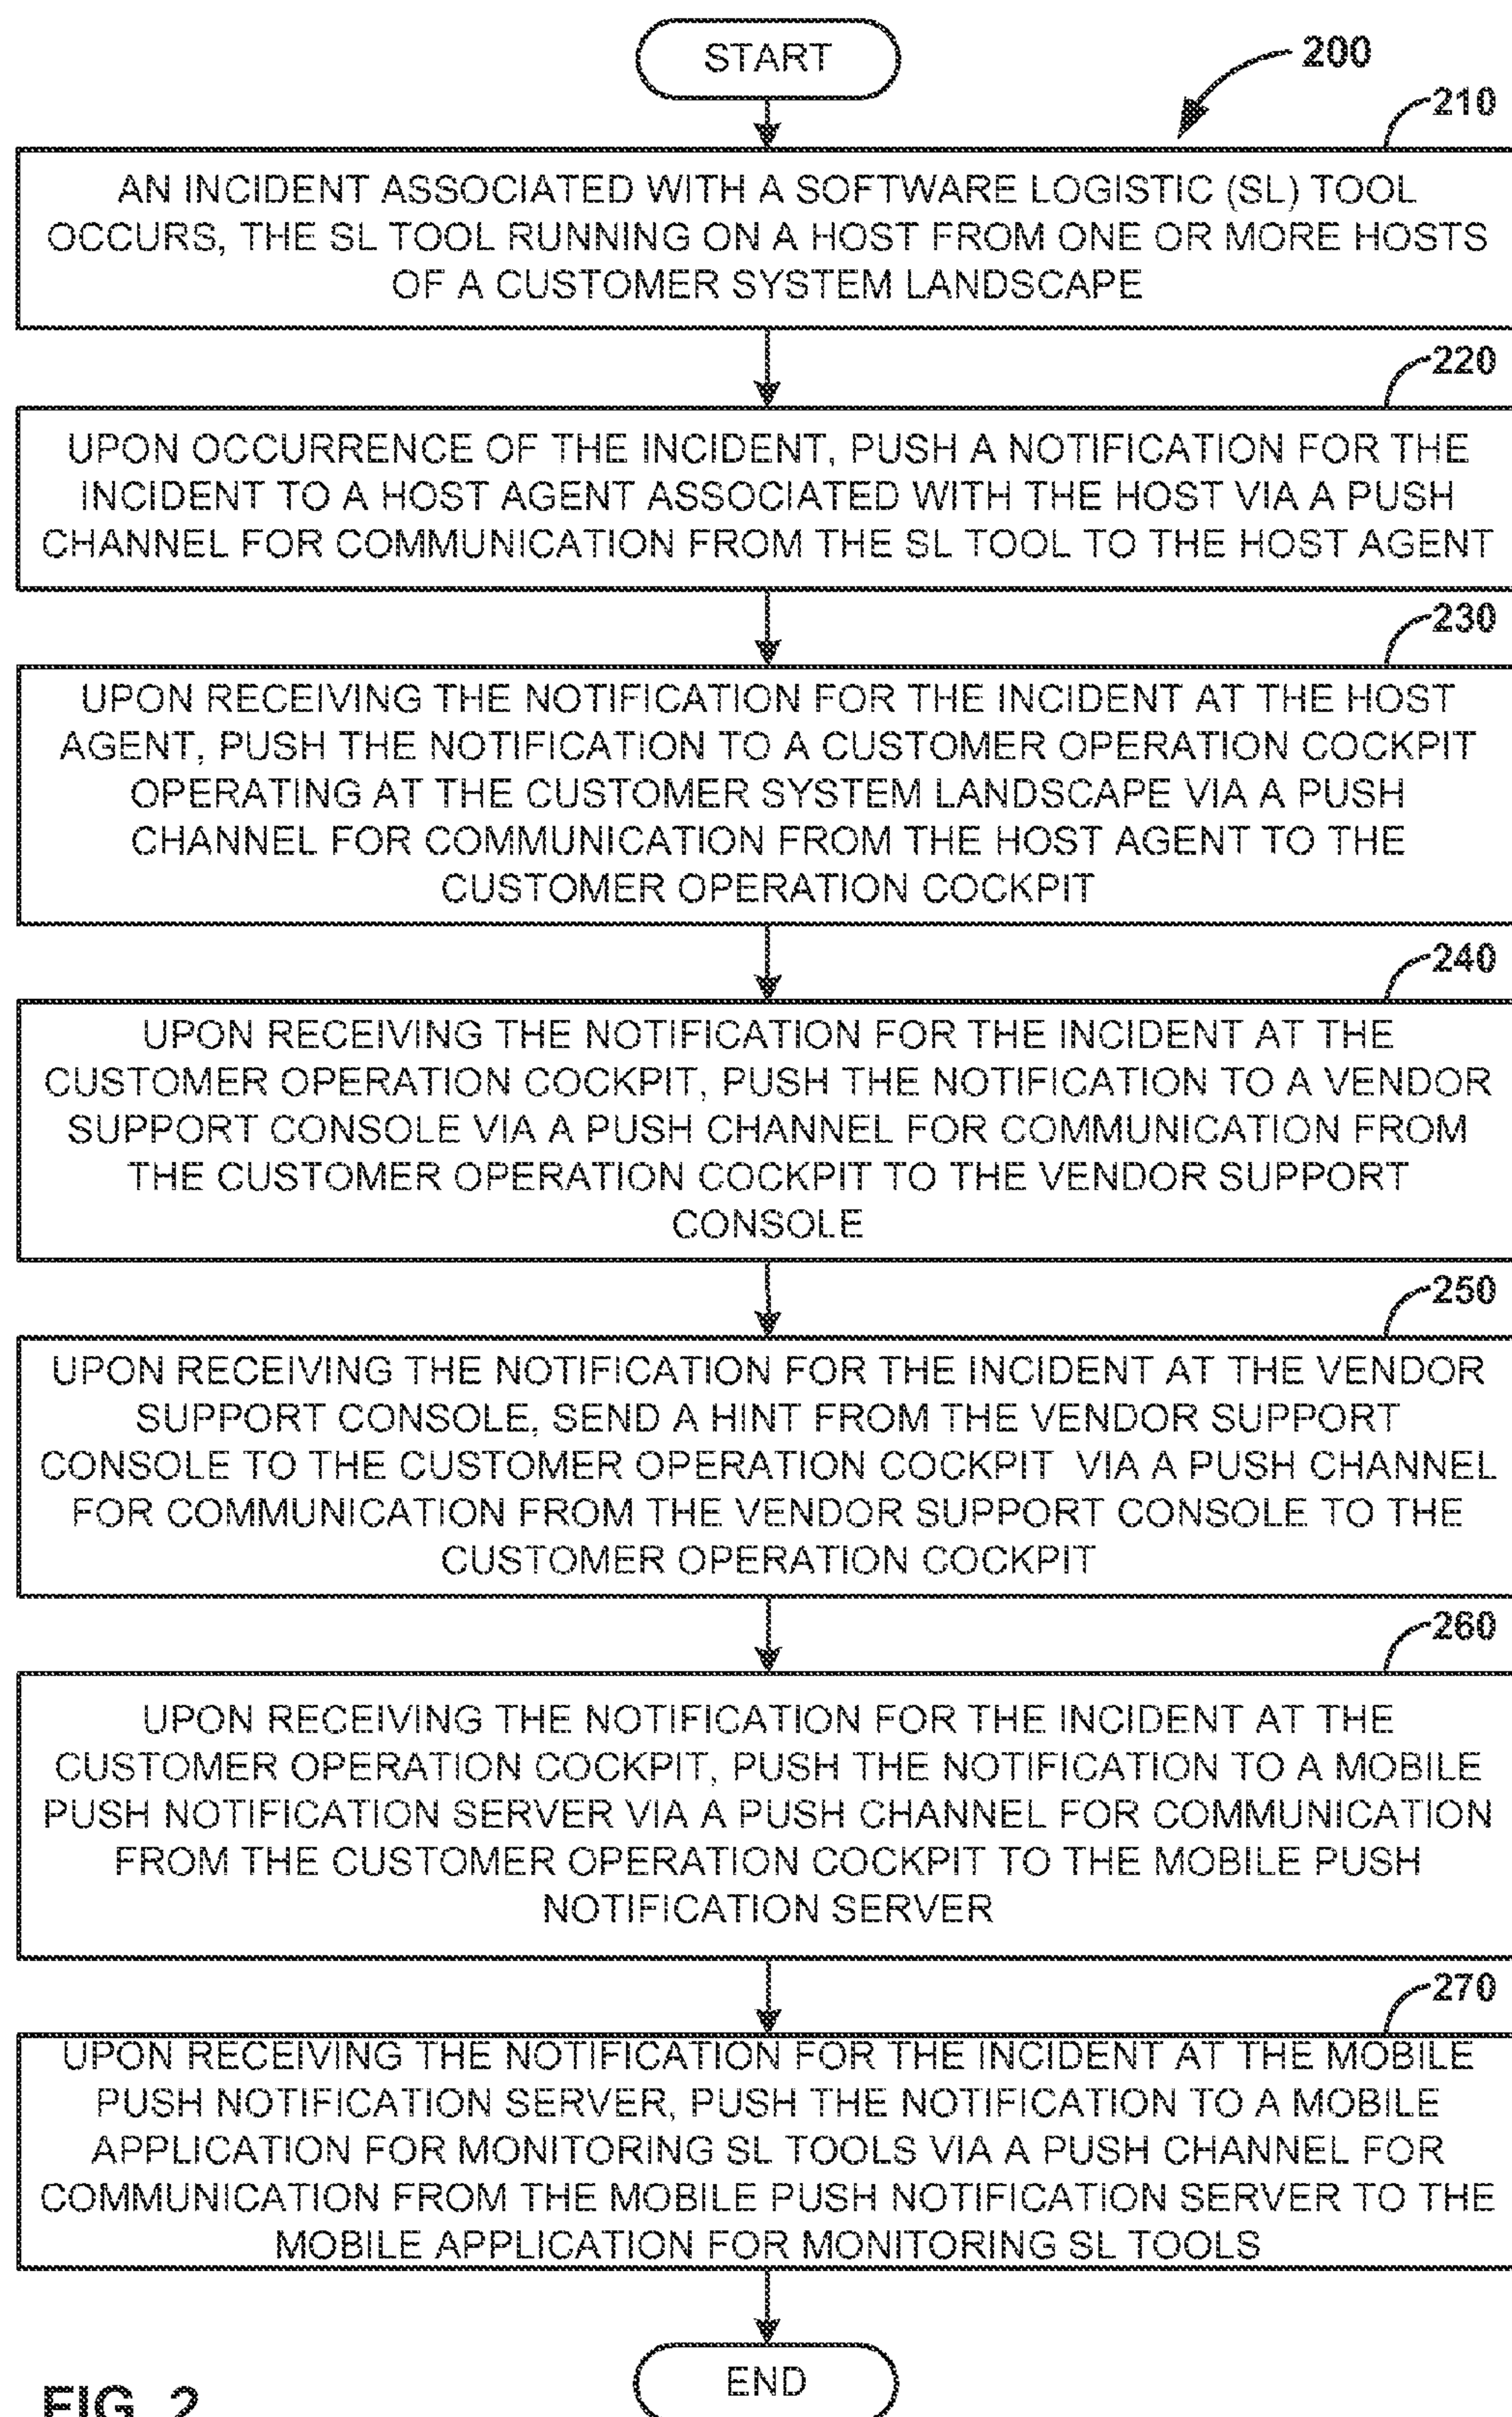 START
200
210
AN INCIDENT ASSOCIATED WITH A SOFTWARE LOGISTIC (SL) TOOL
OCCURS, THE SL TOOL RUNNING ON A HOST FROM ONE OR MORE HOSTS
OF A CUSTOMER SYSTEM LANDSCAPE
220
UPON OCCURRENCE OF THE INCIDENT, PUSH A NOTIFICATION FOR THE
INCIDENT TO A HOST AGENT ASSOCIATED WITH THE HOST VIA A PUSH
CHANNEL FOR COMMUNICATION FROM THE SL TOOL TO THE HOST AGENT
230
UPON RECEIVING THE NOTIFICATION FOR THE INCIDENT AT THE HOST
AGENT, PUSH THE NOTIFICATION TO A CUSTOMER OPERATION COCKPIT
OPERATING AT THE CUSTOMER SYSTEM LANDSCAPE VIA A PUSH
CHANNEL FOR COMMUNICATION FROM THE HOST AGENT TO THE
CUSTOMER OPERATION COCKPIT
240
UPON RECEIVING THE NOTIFICATION FOR THE INCIDENT AT THE
CUSTOMER OPERATION COCKPIT, PUSH THE NOTIFICATION TO A VENDOR
SUPPORT CONSOLE VIA A PUSH CHANNEL FOR COMMUNICATION FROM
THE CUSTOMER OPERATION COCKPIT TO THE VENDOR SUPPORT
CONSOLE
250
UPON RECEIVING THE NOTIFICATION FOR THE INCIDENT AT THE VENDOR
SUPPORT CONSOLE, SEND A HINT FROM THE VENDOR SUPPORT
CONSOLE TO THE CUSTOMER OPERATION COCKPIT VIA A PUSH CHANNEL
FOR COMMUNICATION FROM THE VENDOR SUPPORT CONSOLE TO THE
CUSTOMER OPERATION COCKPIT
260
UPON RECEIVING THE NOTIFICATION FOR THE INCIDENT AT THE
CUSTOMER OPERATION COCKPIT, PUSH THE NOTIFICATION TO A MOBILE
PUSH NOTIFICATION SERVER VIA A PUSH CHANNEL FOR COMMUNICATION
FROM THE CUSTOMER OPERATION COCKPIT TO THE MOBILE PUSH
NOTIFICATION SERVER
270
UPON RECEIVING THE NOTIFICATION FOR THE INCIDENT AT THE MOBILE
PUSH NOTIFICATION SERVER, PUSH THE NOTIFICATION TO A MOBILE
APPLICATION FOR MONITORING SL TOOLS VIA A PUSH CHANNEL FOR
COMMUNICATION FROM THE MOBILE PUSH NOTIFICATION SERVER TO THE
MOBILE APPLICATION FOR MONITORING SL TOOLS
END
FIG. 2